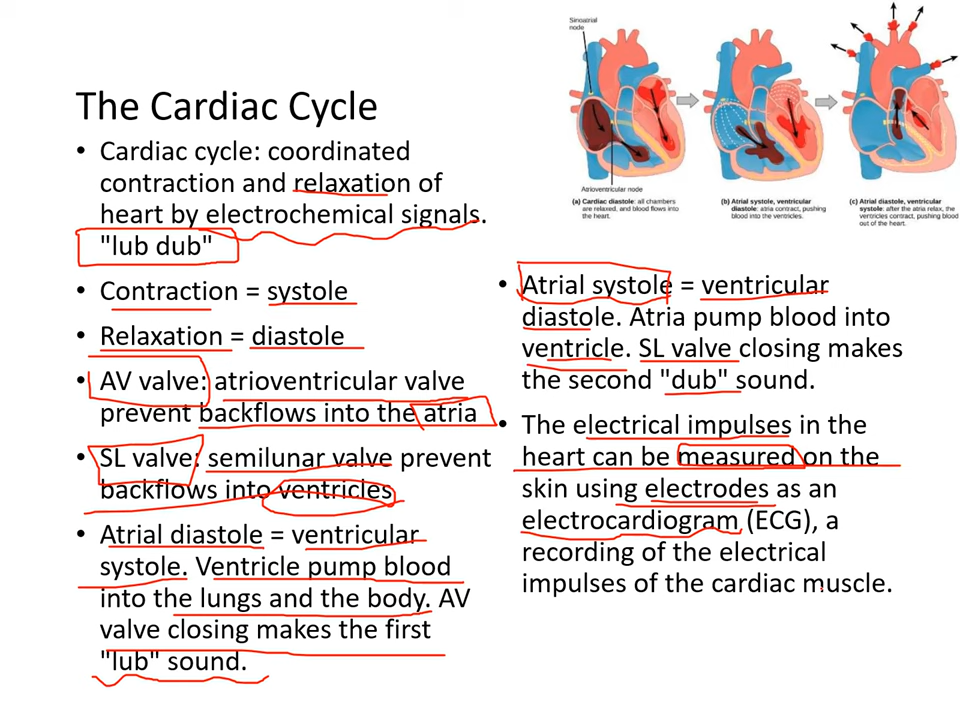 Sinoatrial
node
Atrioventricular node
(a) Cardiac diastole: all chambers
are relaxed, and blood flows into
the heart.
(b) Atrial systole, ventricular
diastole: atria contract, pushing
blood into the ventricles.
(c) Atrial diastole, ventricular
systole: after the atria relax, the
ventricles contract, pushing blood
out of the heart.
The Cardiac Cycle
• Cardiac cycle: coordinated
contraction and relaxation of
heart by electrochemical signals.
"lub dub"
• Contraction = systole
• Relaxation = diastole
• AV valve: atrioventricular valve
prevent backflows into the atria
• SL valve: semilunar valve prevent
backflows into ventricles
• Atrial diastole = ventricular
systole. Ventricle pump blood
into the lungs and the body. AV
valve closing makes the first
"lub" sound.
• Atrial systole = ventricular
diastole. Atria pump blood into
ventricle. SL valve closing makes
the second "dub" sound.
• The electrical impulses in the
heart can be measured on the
skin using electrodes as an
electrocardiogram (ECG), a
recording of the electrical
impulses of the cardiac muscle.